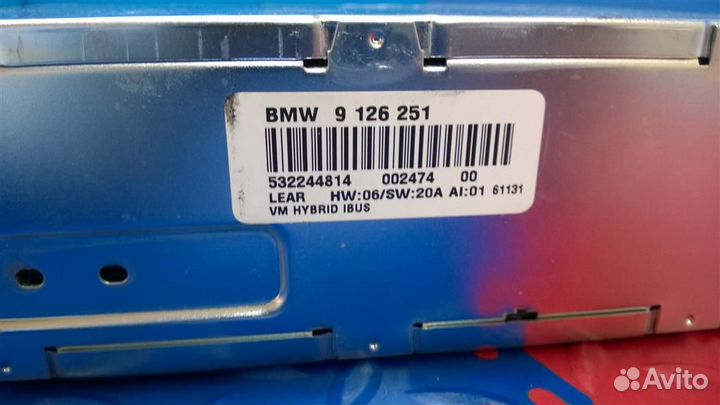 BMW 9 126 251
532244814 002474 00
LEAR HW:06/SW:20A AI:01 61131
VM HYBRID IBUS
Avito